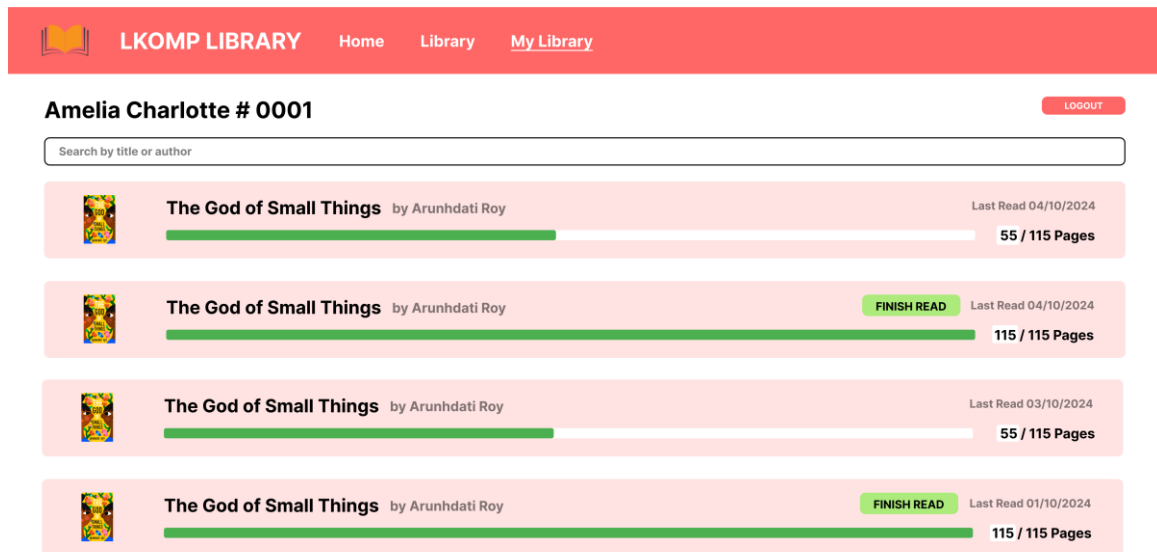 LKOMP LIBRARY Home Library My Library
Amelia Charlotte # 0001 LOGOUT
Search by title or author
The God of Small Things by Arunhdati Roy Last Read 04/10/2024
55 / 115 Pages
The God of Small Things by Arunhdati Roy FINISH READ Last Read 04/10/2024
115 / 115 Pages
The God of Small Things by Arunhdati Roy Last Read 03/10/2024
55 / 115 Pages
The God of Small Things by Arunhdati Roy FINISH READ Last Read 01/10/2024
115 / 115 Pages